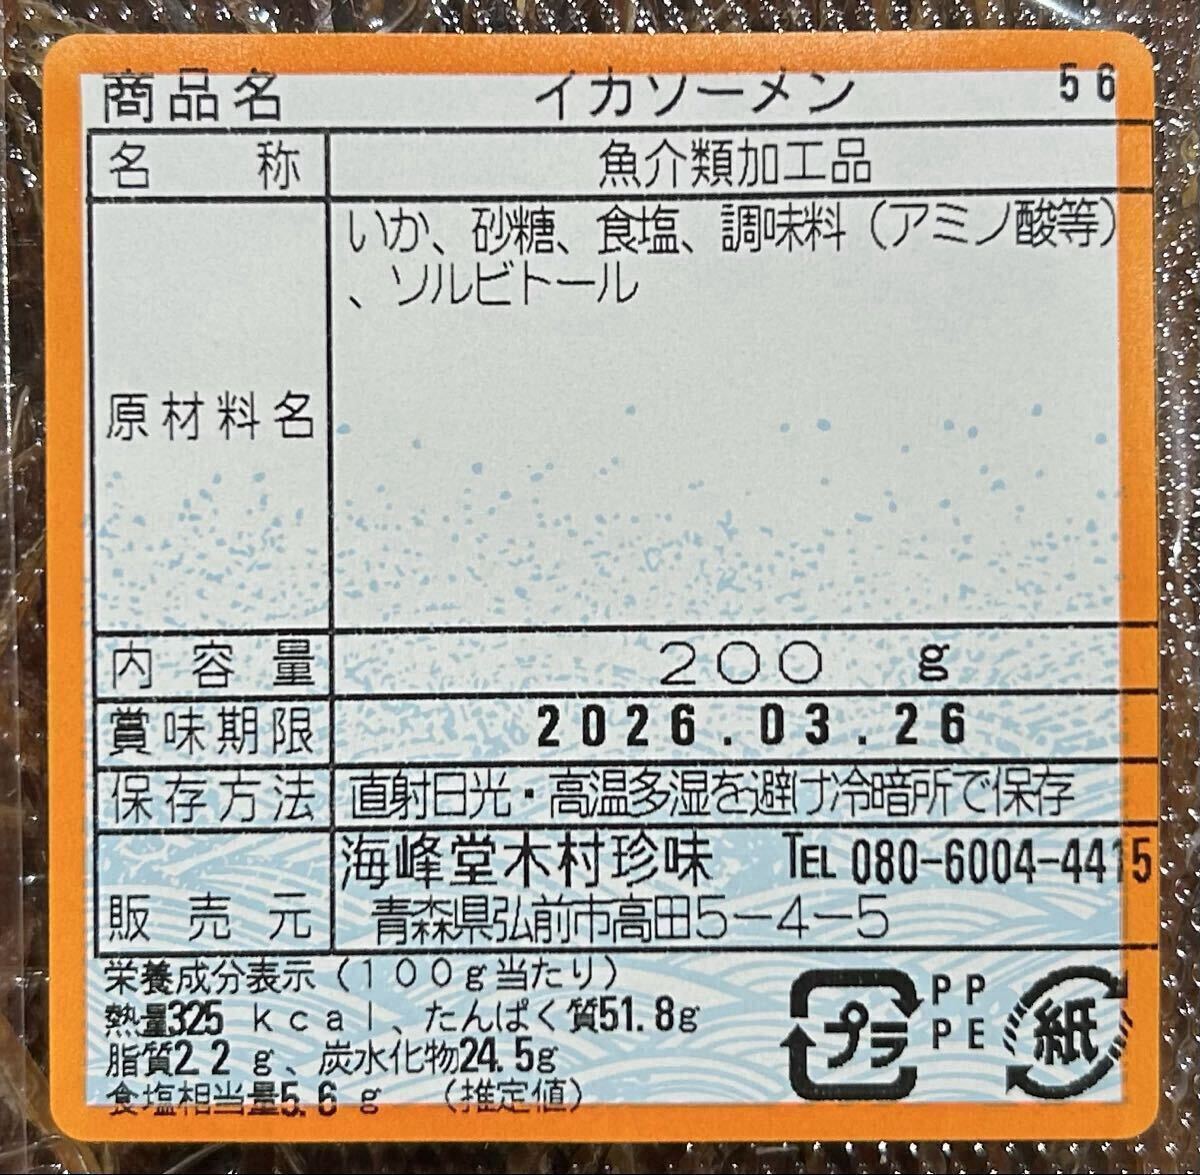 商品名 イカソーメン 56
名称 魚介類加工品
原材料名 いか、砂糖、食塩、調味料（アミノ酸等）
、ソルビトール
内容量 200 g
賞味期限 2026.03.26
保存方法 直射日光・高温多湿を避け冷暗所で保存
販売元 海峰堂木村珍味 TEL 080-6004-4415
青森県弘前市高田5-4-5
栄養成分表示（100g当たり）
熱量325 kcal、たんぱく質51.8g
脂質2.2g、炭水化物24.5g
食塩相当量5.6g （推定値）
プラ
PP
PE
紙